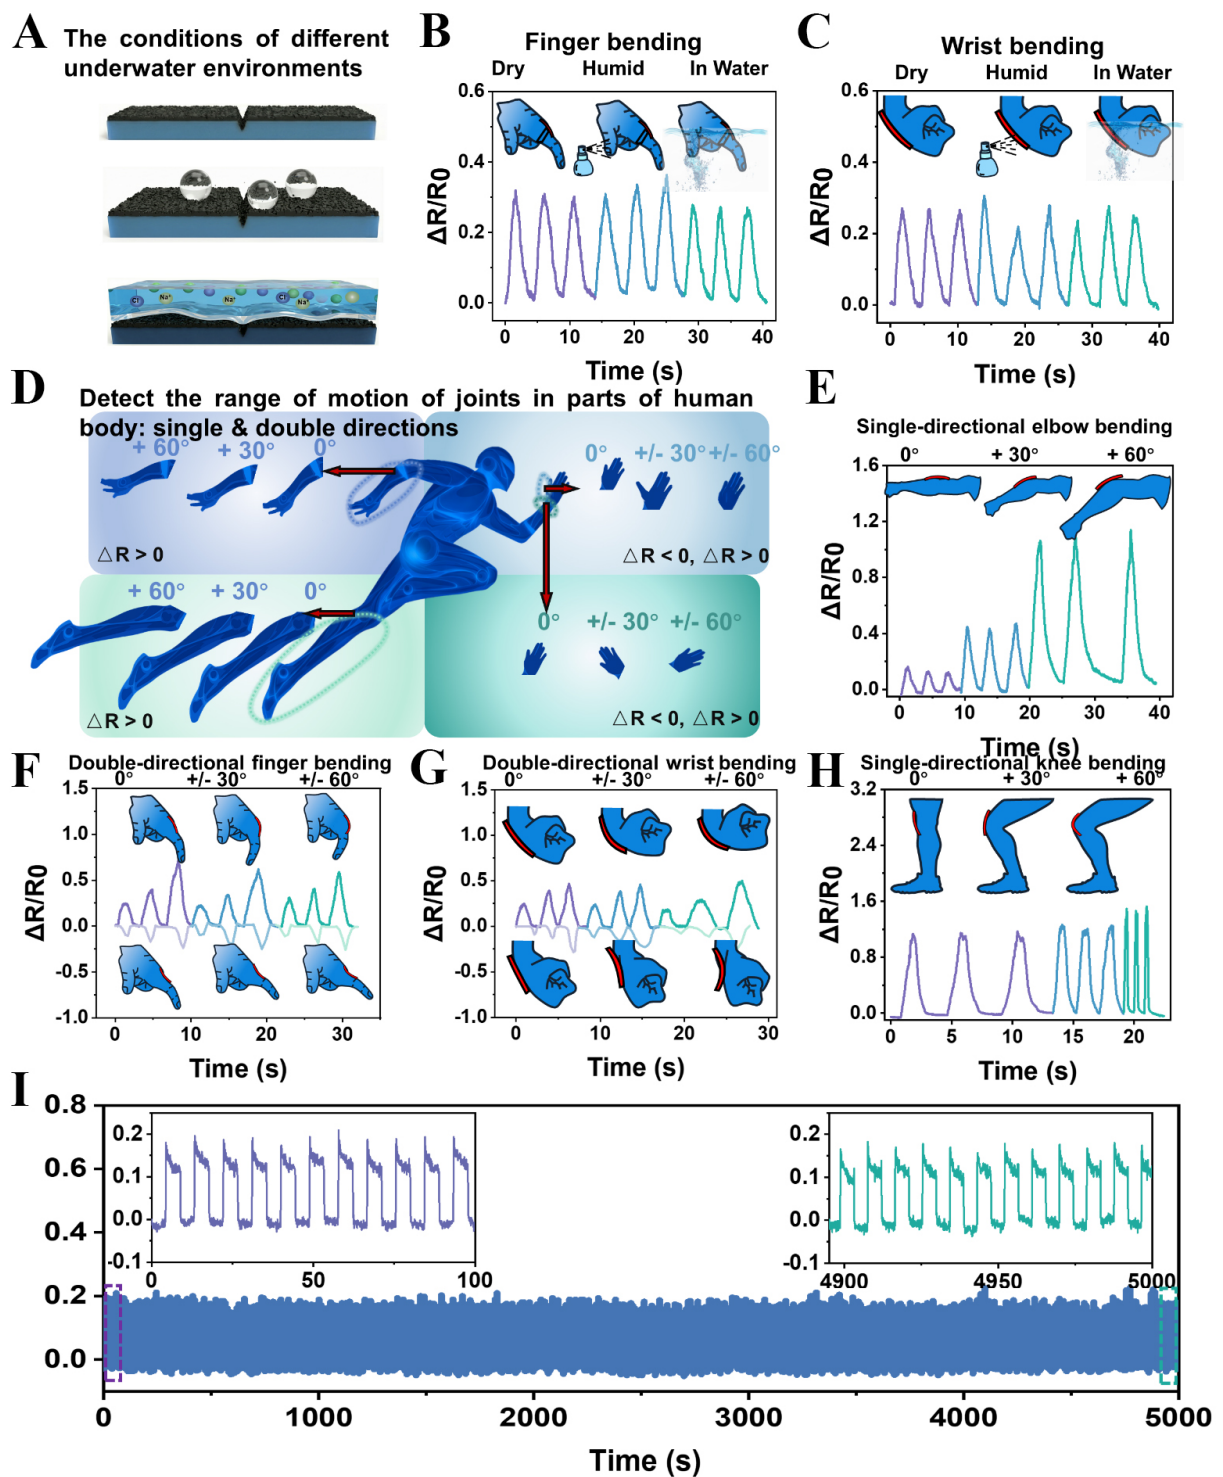 A
The conditions of different
underwater environments
Cl⁻
Na⁺
Na⁺
Cl⁻
Na⁺
B
Finger bending
Dry Humid In Water
0.6
0.4
0.2
0.0
ΔR/R0
0 10 20 30 40
Time (s)
C
Wrist bending
Dry Humid In Water
0.6
0.4
0.2
0.0
ΔR/R0
0 10 20 30 40
Time (s)
D
Detect the range of motion of joints in parts of human
body: single & double directions
+ 60° + 30° 0°
△R > 0
0° +/- 30° +/- 60°
△R < 0, △R > 0
+ 60° + 30° 0°
△R > 0
0° +/- 30° +/- 60°
△R < 0, △R > 0
E
Single-directional elbow bending
0° + 30° + 60°
1.6
1.2
0.8
0.4
0.0
ΔR/R0
0 10 20 30 40
Time (s)
F
Double-directional finger bending
0° +/- 30° +/- 60°
1.5
1.0
0.5
0.0
-0.5
-1.0
ΔR/R0
0 10 20 30
Time (s)
G
Double-directional wrist bending
0° +/- 30° +/- 60°
1.5
1.0
0.5
0.0
-0.5
-1.0
ΔR/R0
0 10 20 30
Time (s)
H
Single-directional knee bending
0° + 30° + 60°
3.2
2.4
1.6
0.8
0.0
ΔR/R0
0 5 10 15 20
Time (s)
I
0.8
0.6
0.4
0.2
0.0
0.2
0.1
0.0
-0.1
0 50 100
0.2
0.1
0.0
-0.1
4900 4950 5000
0 1000 2000 3000 4000 5000
Time (s)